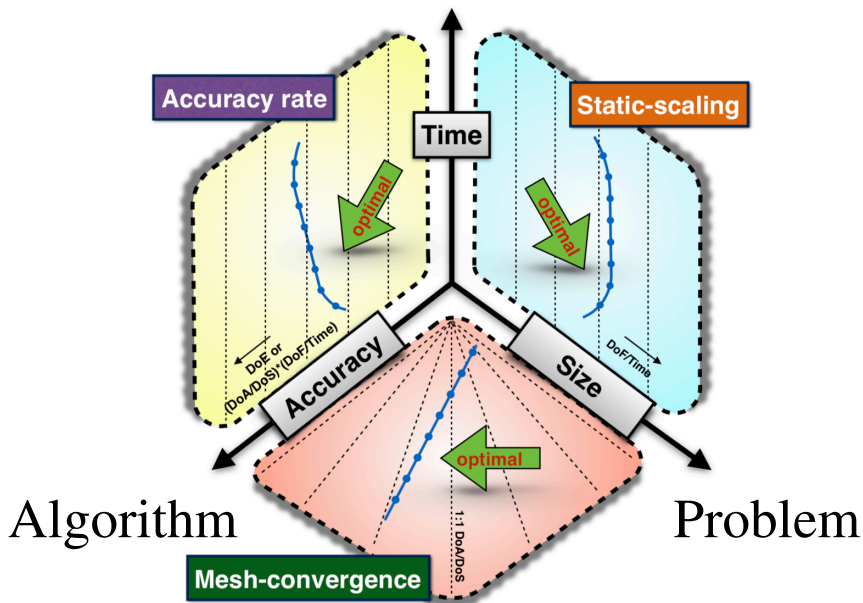 Accuracy rate
Static-scaling
Time
optimal
optimal
DoE or
(DoA/DoS)*(DoF/Time)
DoF/Time
Accuracy
Size
optimal
Algorithm
Problem
1:1 DoA/DoS
Mesh-convergence